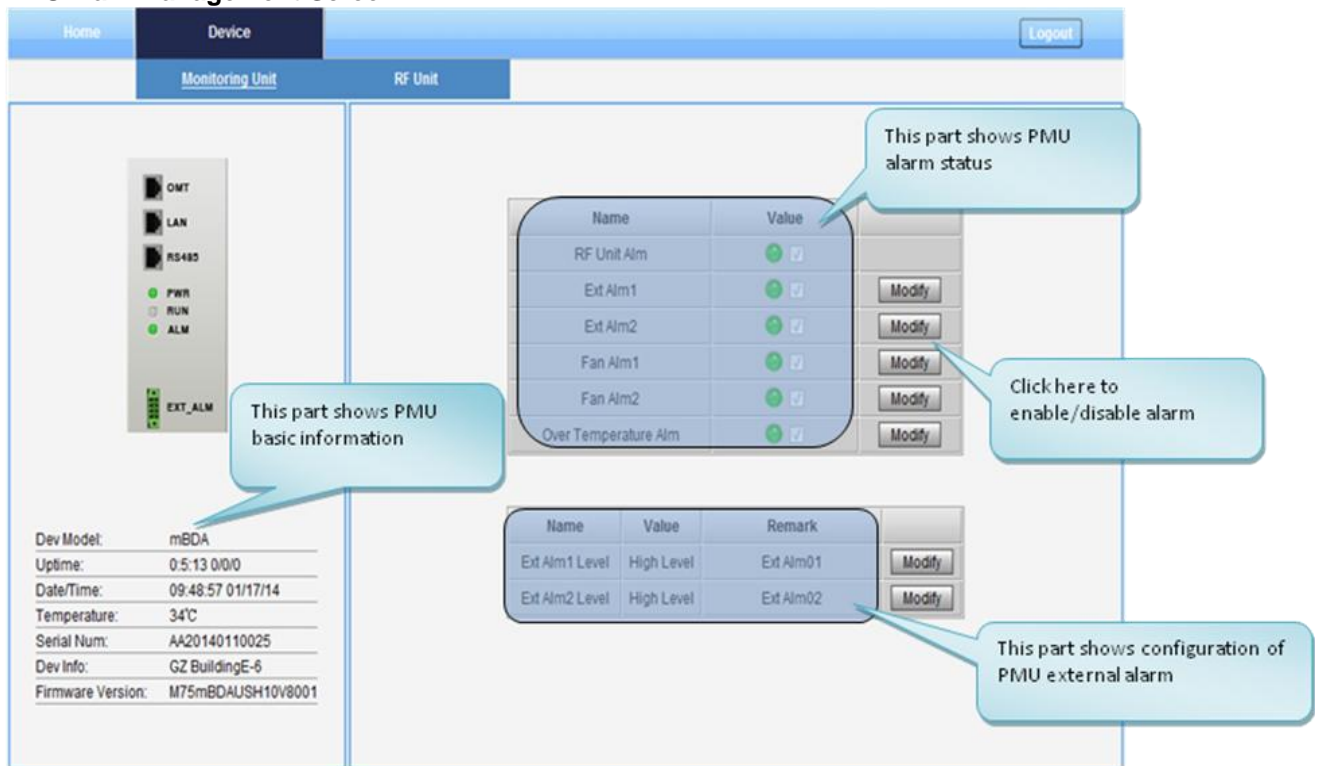 Home Device Logout
Monitoring Unit RF Unit
OMT
LAN
RS485
PWR
RUN
ALM
EXT_ALM
This part shows PMU
basic information
Dev Model: mBDA
Uptime: 0:5:13 0/0/0
Date/Time: 09:48:57 01/17/14
Temperature: 34℃
Serial Num: AA20140110025
Dev Info: GZ BuildingE-6
Firmware Version: M75mBDAUSH10V8001
This part shows PMU
alarm status
Name Value
RF Unit Alm
Ext Alm1 Modify
Ext Alm2 Modify
Fan Alm1 Modify
Fan Alm2 Modify
Over Temperature Alm Modify
Click here to
enable/disable alarm
Name Value Remark
Ext Alm1 Level High Level Ext Alm01 Modify
Ext Alm2 Level High Level Ext Alm02 Modify
This part shows configuration of
PMU external alarm